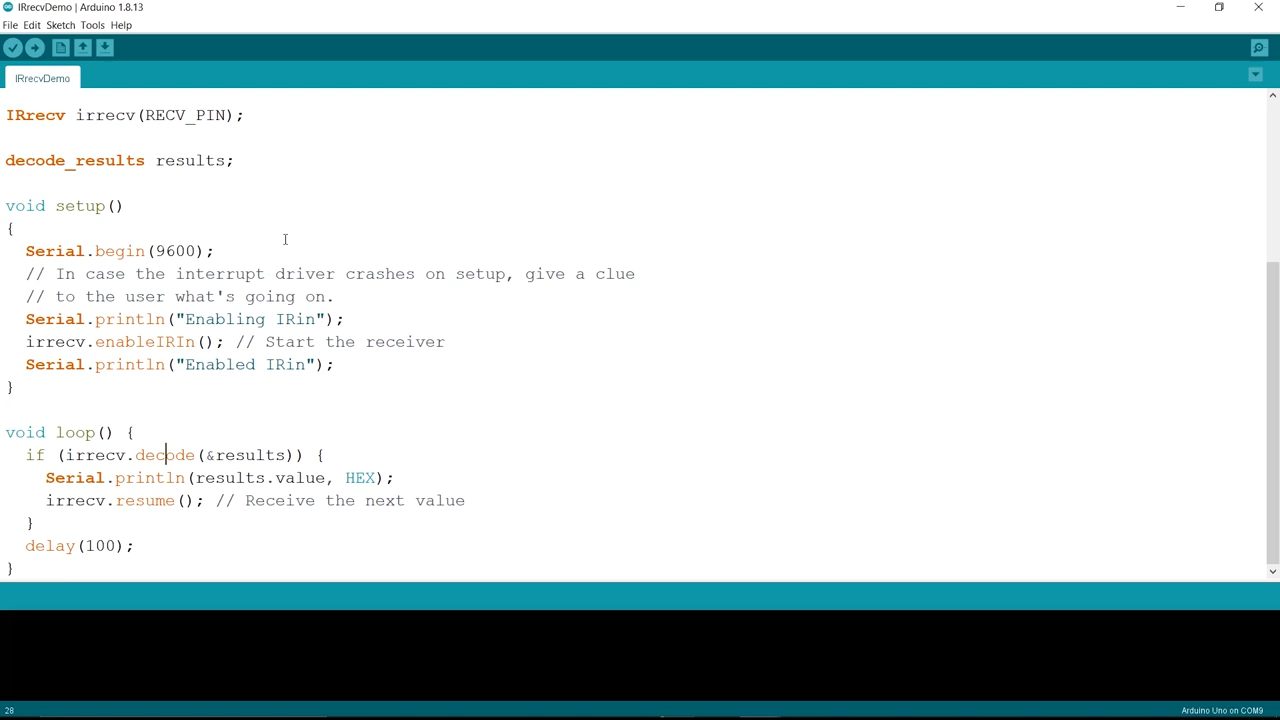 IRrecvDemo | Arduino 1.8.13
File Edit Sketch Tools Help
IRrecvDemo
IRrecv irrecv(RECV_PIN);
decode_results results;
void setup()
{
  Serial.begin(9600);
  // In case the interrupt driver crashes on setup, give a clue
  // to the user what's going on.
  Serial.println("Enabling IRin");
  irrecv.enableIRIn(); // Start the receiver
  Serial.println("Enabled IRin");
}
void loop() {
  if (irrecv.decode(&results)) {
    Serial.println(results.value, HEX);
    irrecv.resume(); // Receive the next value
  }
  delay(100);
}
28
Arduino Uno on COM9